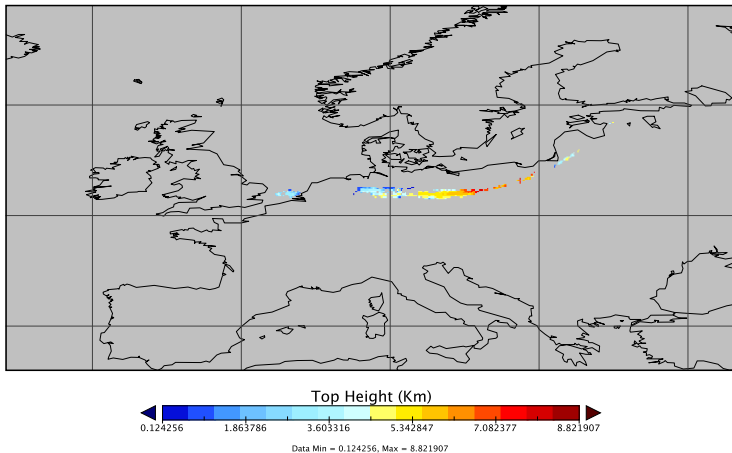 Top Height (Km)
0.124256 1.863786 3.603316 5.342847 7.082377 8.821907
Data Min = 0.124256, Max = 8.821907